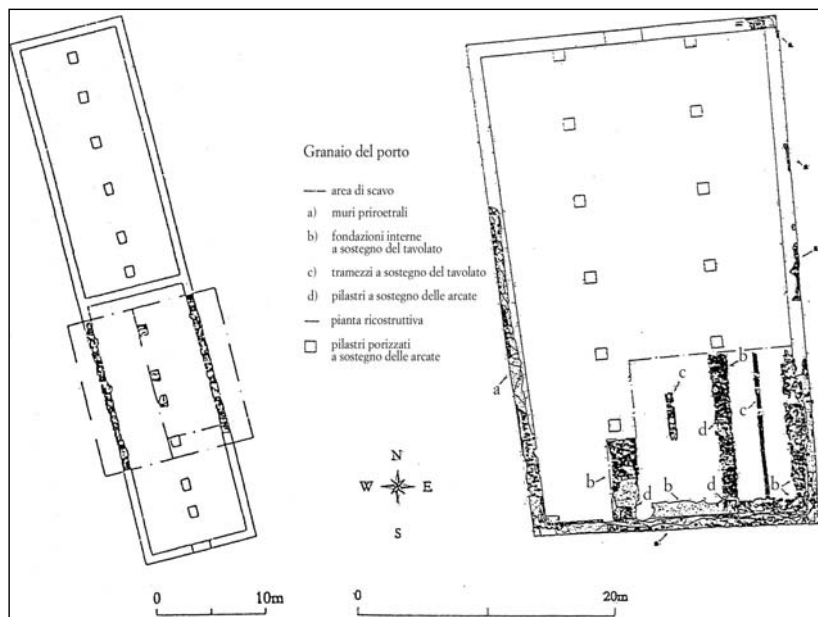 Granaio del porto
area di scavo
a) muri priroetrali
b) fondazioni interne
a sostegno del tavolato
c) tramezzi a sostegno del tavolato
d) pilastri a sostegno delle arcate
pianta ricostruttiva
pilastri porizzati
a sostegno delle arcate
a
b
c
d
c
b
d
b
d
b
N
W E
S
0 10m
0 20m